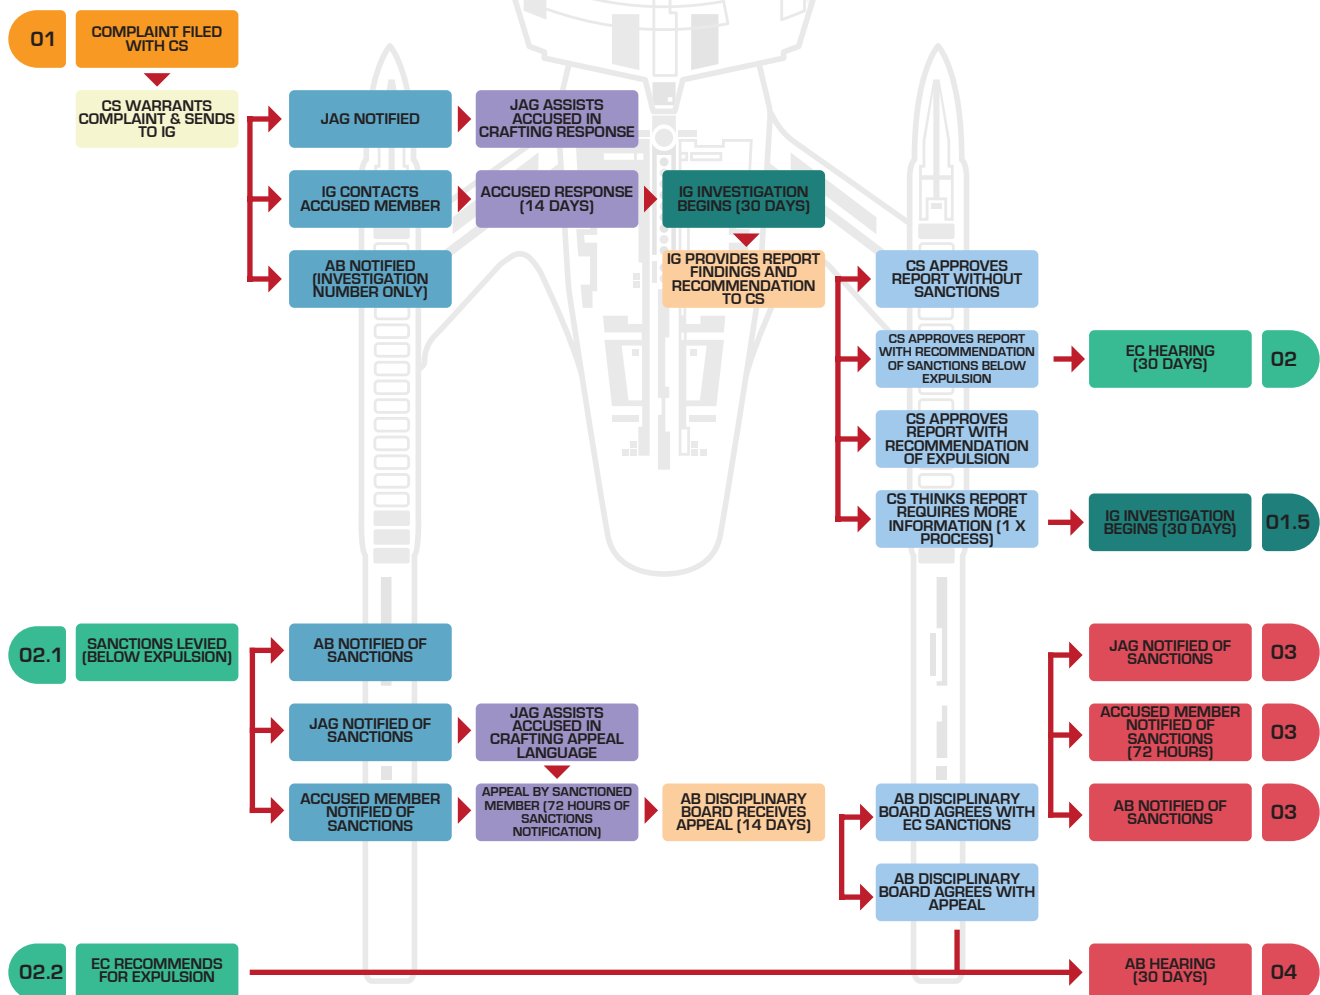 01
COMPLAINT FILED
WITH CS
CS WARRANTS
COMPLAINT & SENDS
TO IG
JAG NOTIFIED
JAG ASSISTS
ACCUSED IN
CRAFTING RESPONSE
IG CONTACTS
ACCUSED MEMBER
ACCUSED RESPONSE
(14 DAYS)
IG INVESTIGATION
BEGINS (30 DAYS)
AB NOTIFIED
(INVESTIGATION
NUMBER ONLY)
IG PROVIDES REPORT
FINDINGS AND
RECOMMENDATION
TO CS
CS APPROVES
REPORT WITHOUT
SANCTIONS
CS APPROVES REPORT
WITH RECOMMENDATION
OF SANCTIONS BELOW
EXPULSION
EC HEARING
(30 DAYS)
02
CS APPROVES
REPORT WITH
RECOMMENDATION
OF EXPULSION
CS THINKS REPORT
REQUIRES MORE
INFORMATION (1 X
PROCESS)
IG INVESTIGATION
BEGINS (30 DAYS)
01.5
02.1
SANCTIONS LEVIED
(BELOW EXPULSION)
AB NOTIFIED OF
SANCTIONS
JAG NOTIFIED OF
SANCTIONS
03
JAG NOTIFIED OF
SANCTIONS
JAG ASSISTS
ACCUSED IN
CRAFTING APPEAL
LANGUAGE
ACCUSED MEMBER
NOTIFIED OF
SANCTIONS
(72 HOURS)
03
ACCUSED MEMBER
NOTIFIED OF
SANCTIONS
APPEAL BY SANCTIONED
MEMBER (72 HOURS OF
SANCTIONS
NOTIFICATION)
AB DISCIPLINARY
BOARD RECEIVES
APPEAL (14 DAYS)
AB DISCIPLINARY
BOARD AGREES WITH
EC SANCTIONS
AB NOTIFIED OF
SANCTIONS
03
AB DISCIPLINARY
BOARD AGREES WITH
APPEAL
02.2
EC RECOMMENDS
FOR EXPULSION
AB HEARING
(30 DAYS)
04